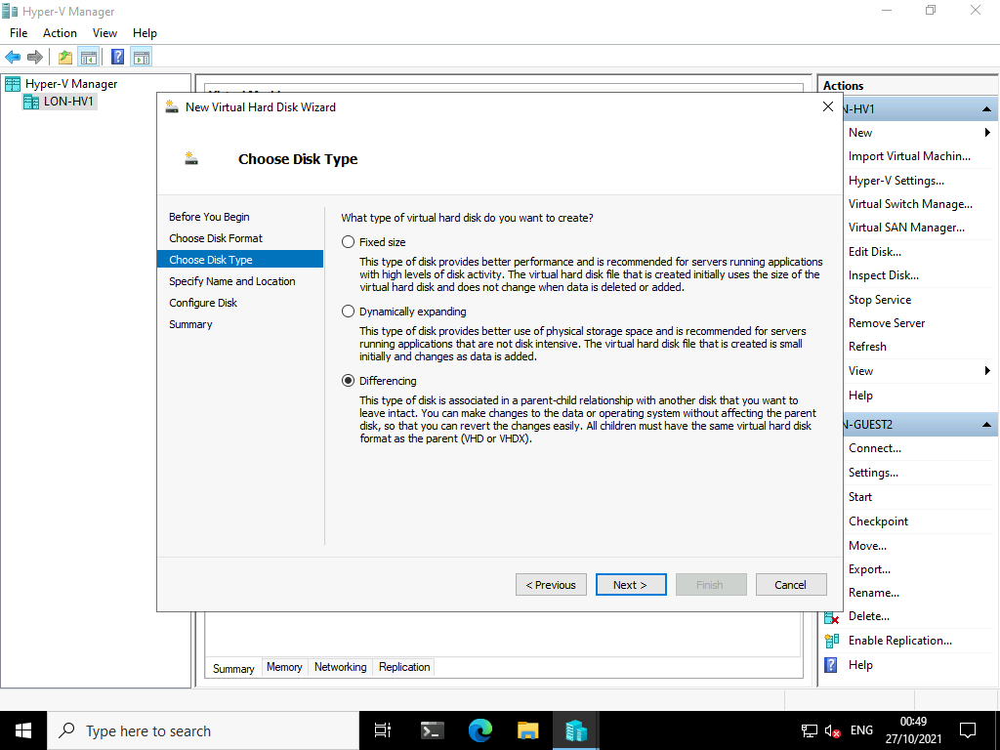 Hyper-V Manager
File Action View Help
Hyper-V Manager
LON-HV1
New Virtual Hard Disk Wizard
Choose Disk Type
Before You Begin
Choose Disk Format
Choose Disk Type
Specify Name and Location
Configure Disk
Summary
What type of virtual hard disk do you want to create?
Fixed size
This type of disk provides better performance and is recommended for servers running applications
with high levels of disk activity. The virtual hard disk file that is created initially uses the size of the
virtual hard disk and does not change when data is deleted or added.
Dynamically expanding
This type of disk provides better use of physical storage space and is recommended for servers
running applications that are not disk intensive. The virtual hard disk file that is created is small
initially and changes as data is added.
Differencing
This type of disk is associated in a parent-child relationship with another disk that you want to
leave intact. You can make changes to the data or operating system without affecting the parent
disk, so that you can revert the changes easily. All children must have the same virtual hard disk
format as the parent (VHD or VHDX).
< Previous
Next >
Finish
Cancel
Summary Memory Networking Replication
Actions
N-HV1
New
Import Virtual Machin...
Hyper-V Settings...
Virtual Switch Manage...
Virtual SAN Manager...
Edit Disk...
Inspect Disk...
Stop Service
Remove Server
Refresh
View
Help
N-GUEST2
Connect...
Settings...
Start
Checkpoint
Move...
Export...
Rename...
Delete...
Enable Replication...
Help
Type here to search
ENG
00:49
27/10/2021